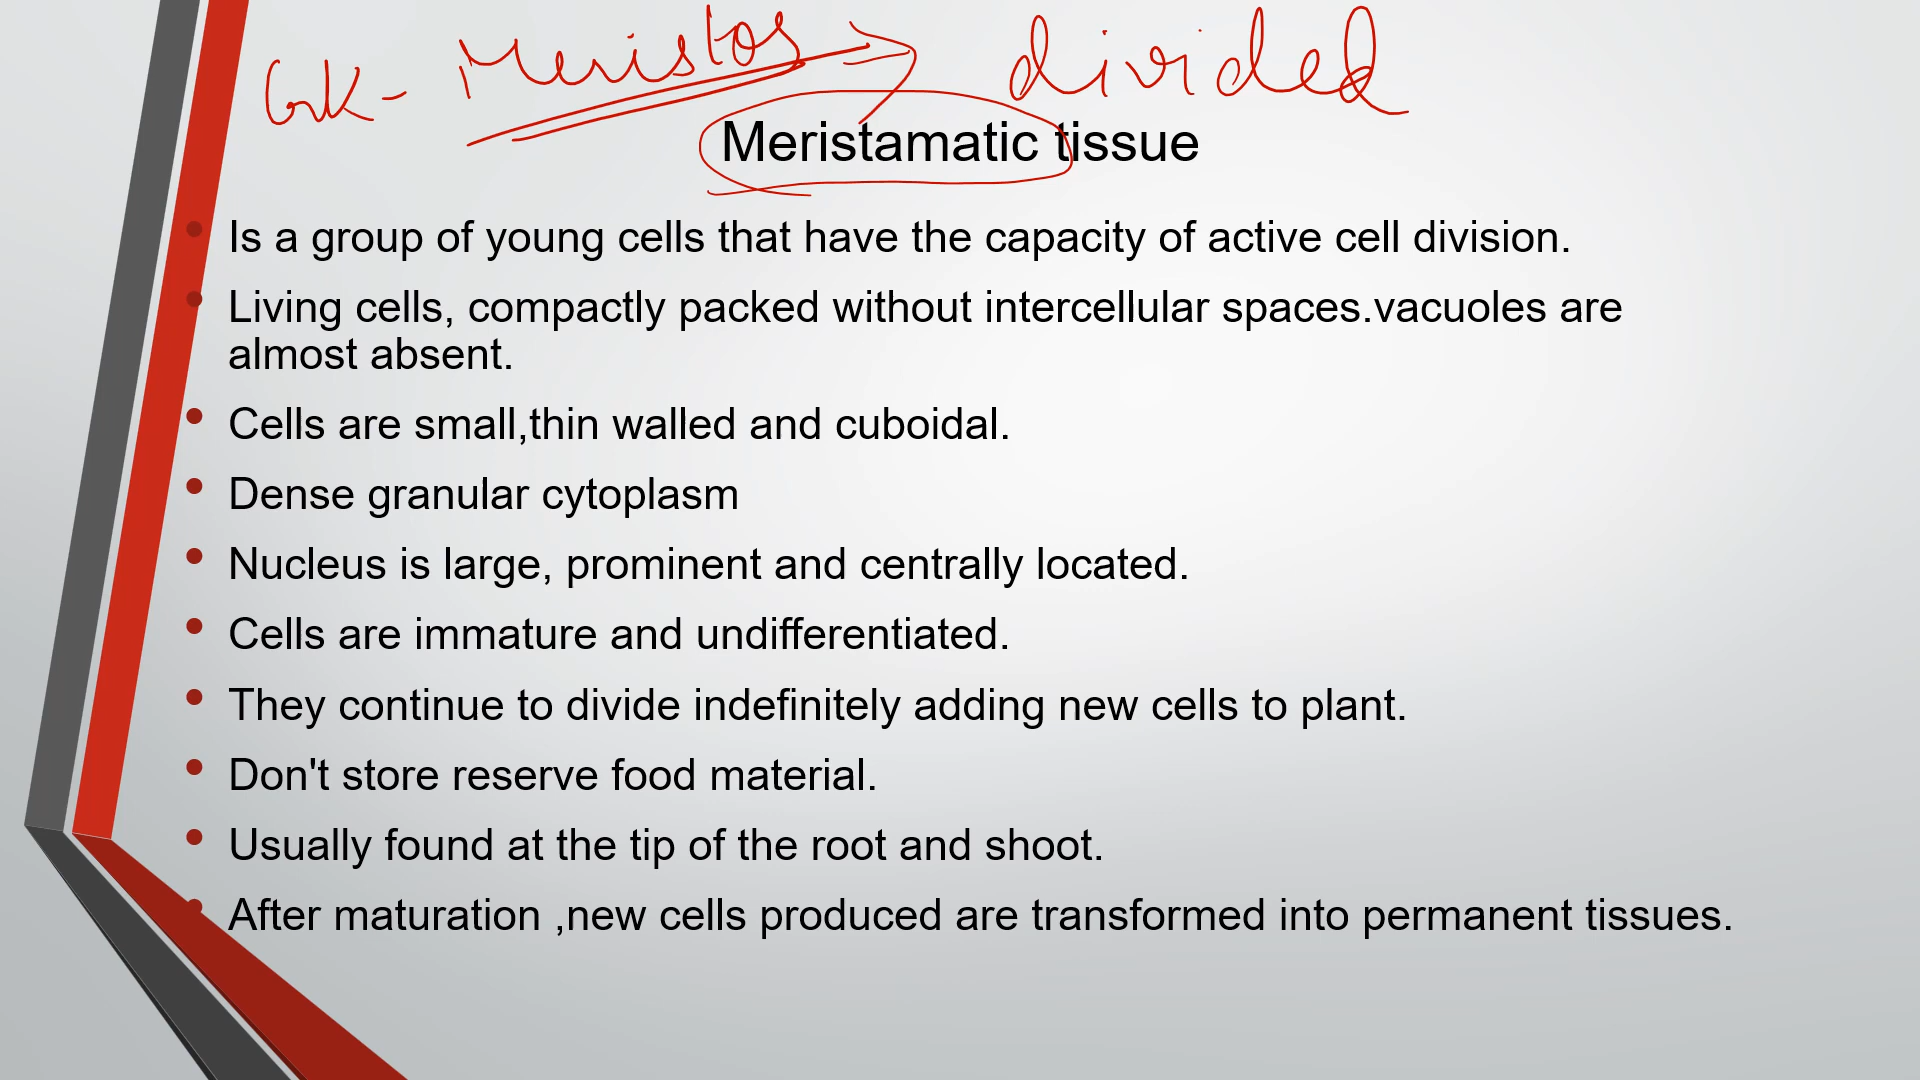 Gk- Meristos → divided
Meristamatic tissue
• Is a group of young cells that have the capacity of active cell division.
• Living cells, compactly packed without intercellular spaces.vacuoles are
almost absent.
• Cells are small,thin walled and cuboidal.
• Dense granular cytoplasm
• Nucleus is large, prominent and centrally located.
• Cells are immature and undifferentiated.
• They continue to divide indefinitely adding new cells to plant.
• Don't store reserve food material.
• Usually found at the tip of the root and shoot.
• After maturation ,new cells produced are transformed into permanent tissues.